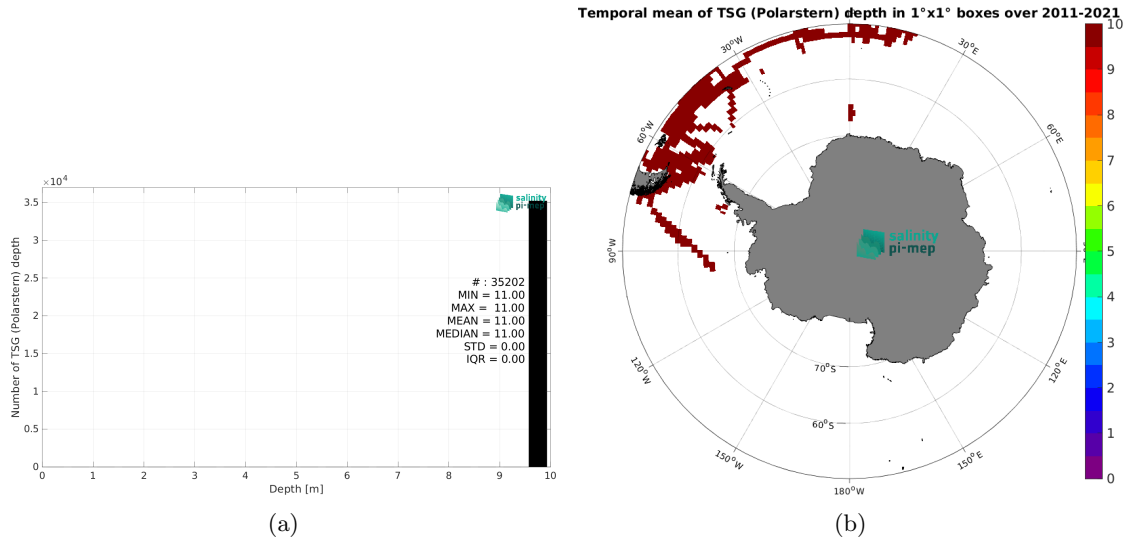 Temporal mean of TSG (Polarstern) depth in 1°x1° boxes over 2011-2021
×10⁴
3.5
3
2.5
2
1.5
1
0.5
0
Number of TSG (Polarstern) depth
salinity
pi-mep
# : 35202
MIN = 11.00
MAX = 11.00
MEAN = 11.00
MEDIAN = 11.00
STD = 0.00
IQR = 0.00
0 1 2 3 4 5 6 7 8 9 10
Depth [m]
(a)
30°W
30°E
60°W
60°E
90°W
120°W
120°E
150°W
150°E
180°W
70°S
60°S
salinity
pi-mep
10
9
8
7
6
5
4
3
2
1
0
(b)